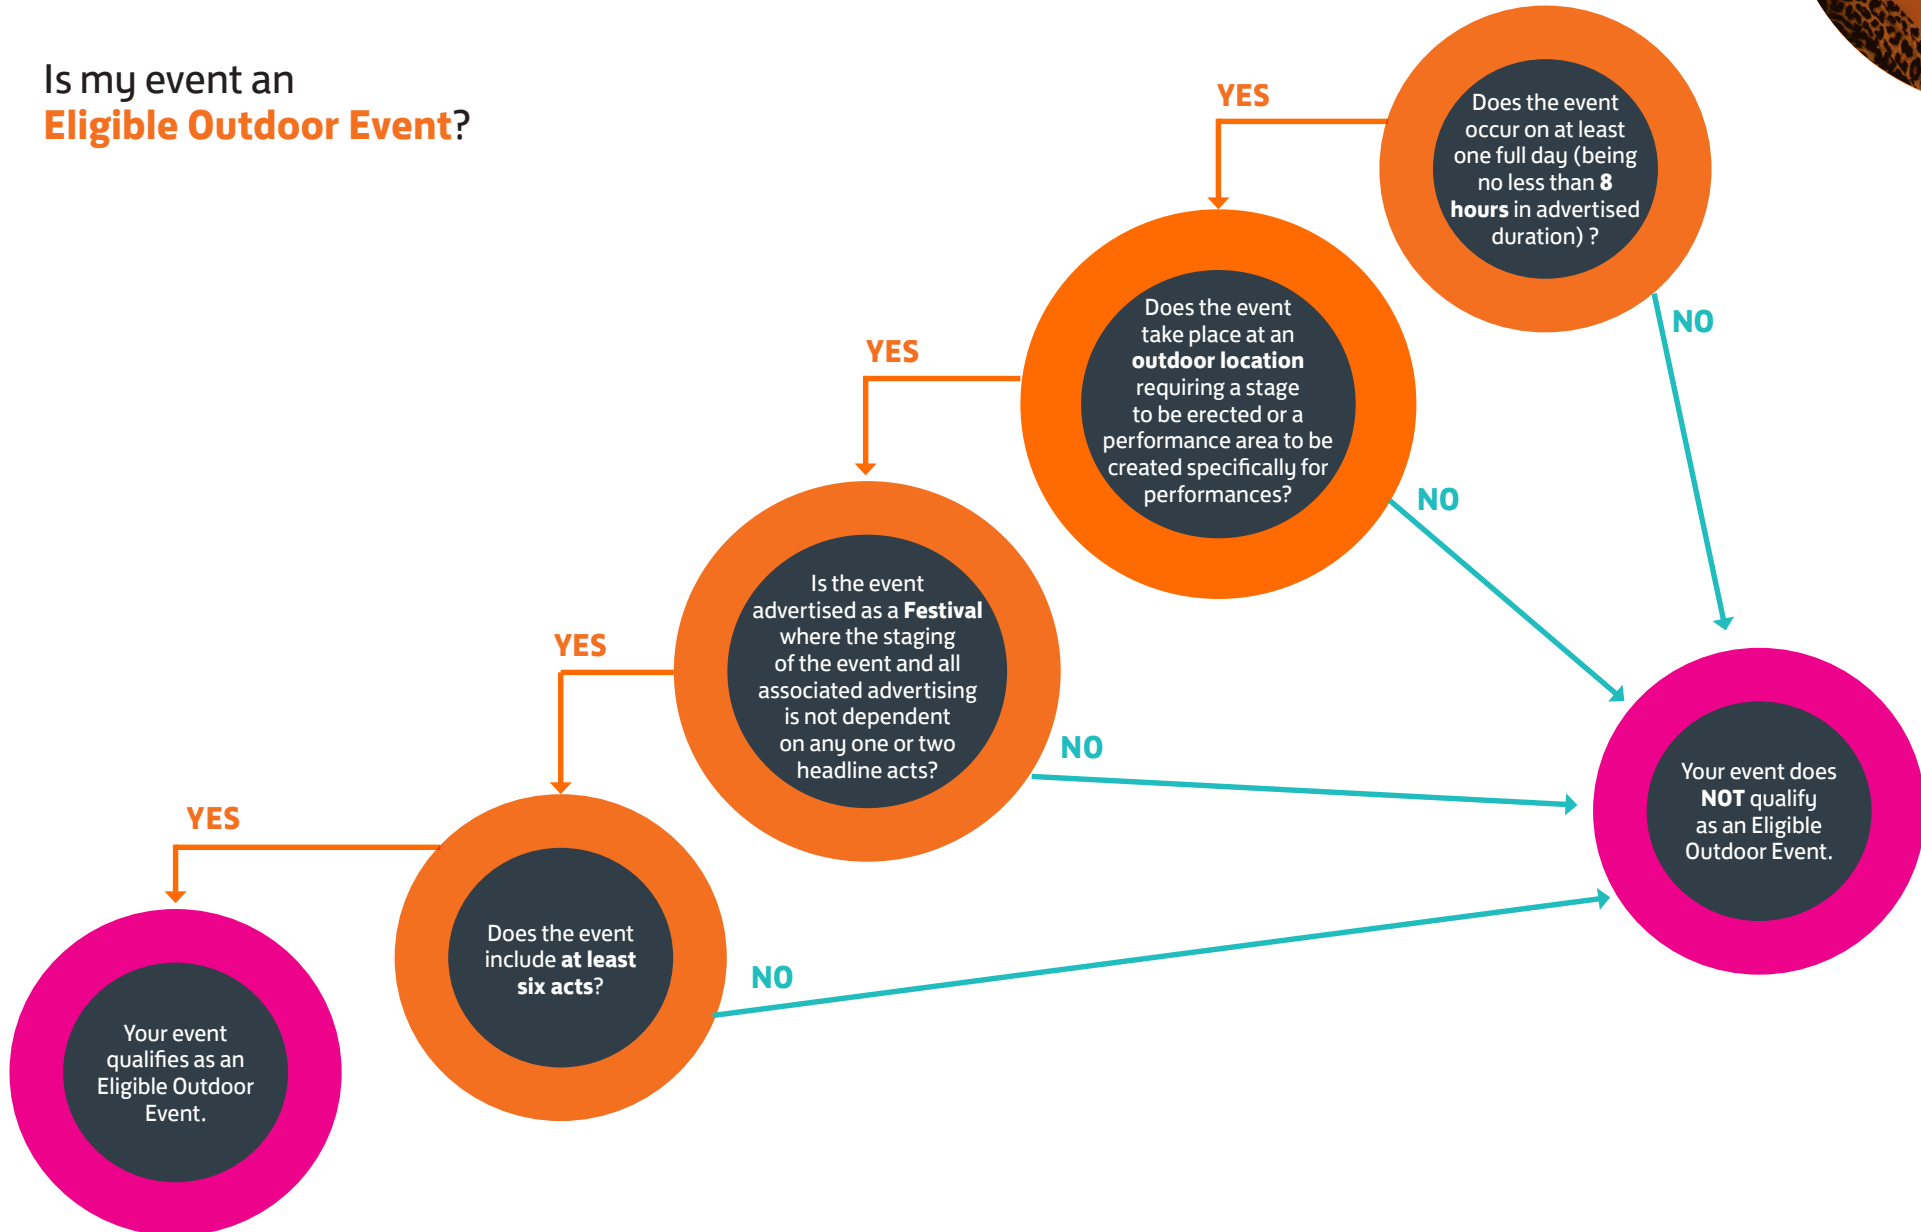 Is my event an
Eligible Outdoor Event?
YES
Does the event
occur on at least
one full day (being
no less than 8
hours in advertised
duration) ?
NO
YES
Does the event
take place at an
outdoor location
requiring a stage
to be erected or a
performance area to be
created specifically for
performances?
NO
YES
Is the event
advertised as a Festival
where the staging
of the event and all
associated advertising
is not dependent
on any one or two
headline acts?
NO
YES
Does the event
include at least
six acts?
NO
Your event
qualifies as an
Eligible Outdoor
Event.
Your event does
NOT qualify
as an Eligible
Outdoor Event.